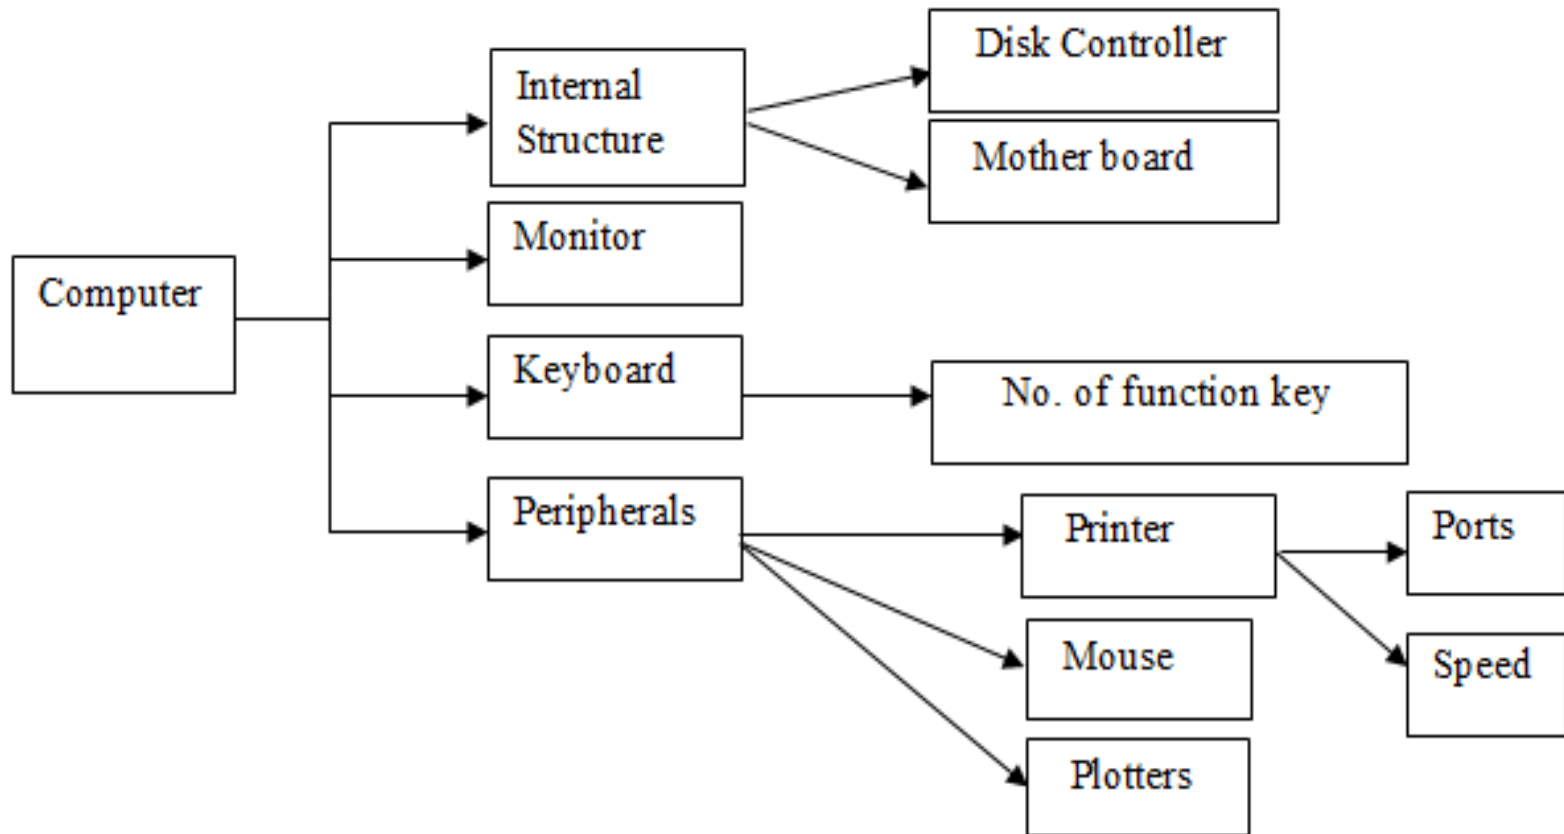 Disk Controller
Internal
Structure
Mother board
Monitor
Computer
Keyboard
No. of function key
Peripherals
Printer
Ports
Mouse
Speed
Plotters